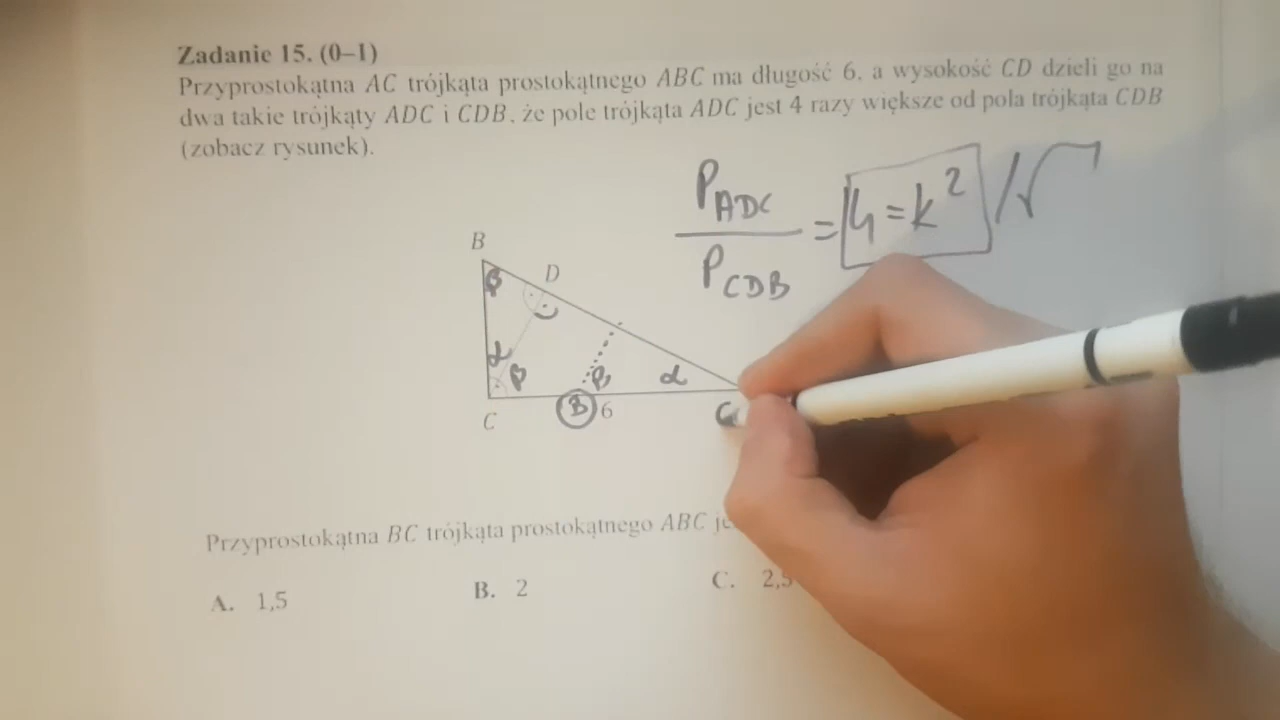 Zadanie 15. (0–1)
Przyprostokątna AC trójkąta prostokątnego ABC ma długość 6, a wysokość CD dzieli go na
dwa takie trójkąty ADC i CDB, że pole trójkąta ADC jest 4 razy większe od pola trójkąta CDB
(zobacz rysunek).
P_ADC / P_CDB = 4 = k² /√
B
D
β
α
β
β
α
C
B
6
Przyprostokątna BC trójkąta prostokątnego ABC
A. 1,5
B. 2
C. 2,5